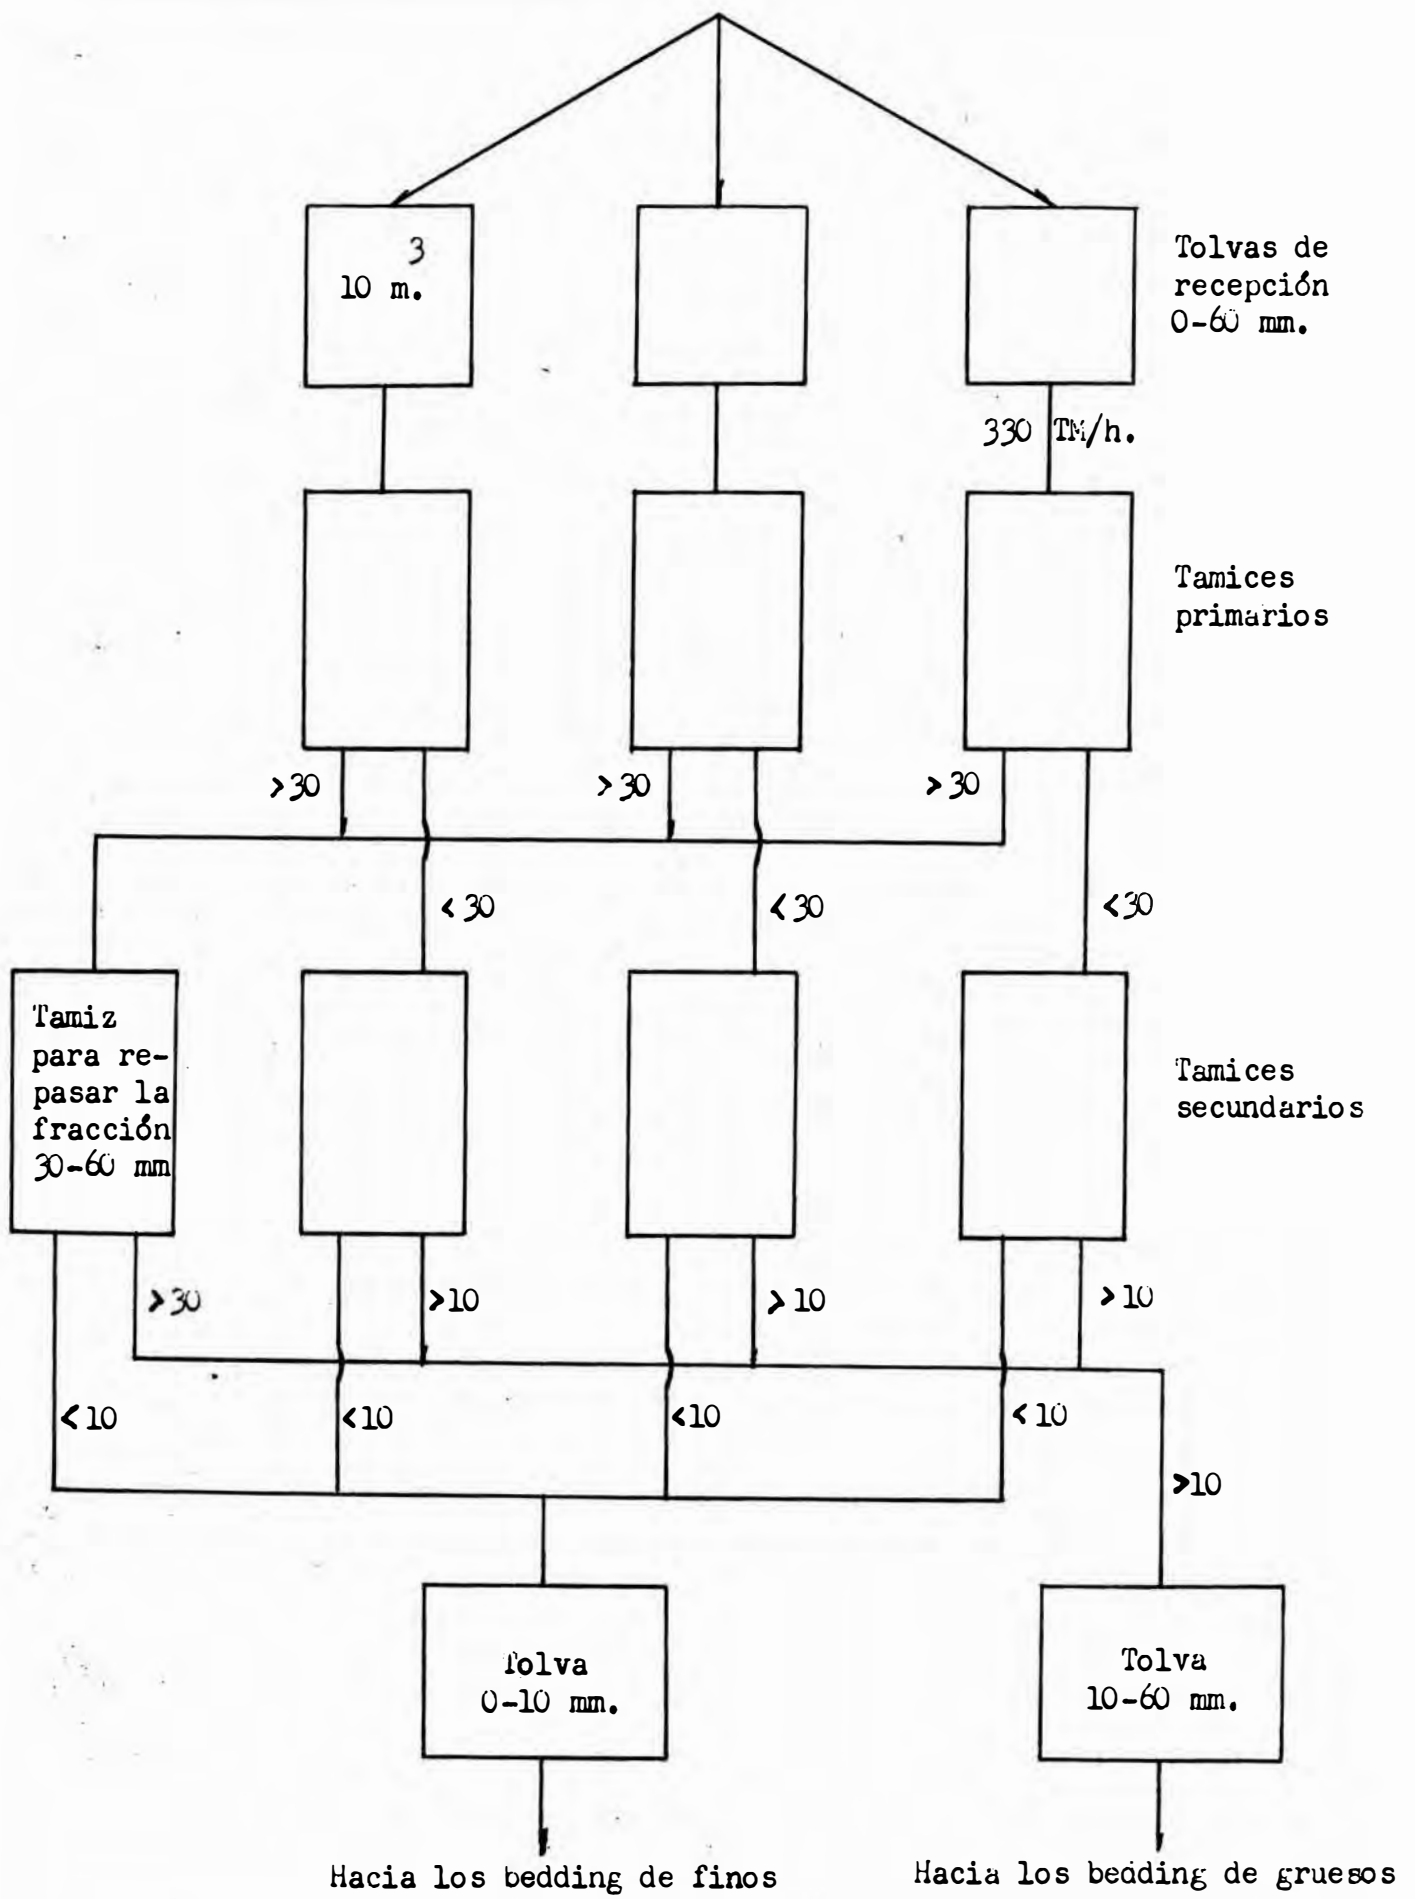 3
10 m.
Tolvas de
recepción
0-60 mm.
330 TM/h.
Tamices
primarios
>30
>30
>30
<30
<30
<30
Tamiz
para re-
pasar la
fracción
30-60 mm
Tamices
secundarios
>30
>10
>10
>10
<10
<10
<10
<10
>10
Tolva
0-10 mm.
Tolva
10-60 mm.
Hacia los bedding de finos
Hacia los bedding de gruesos